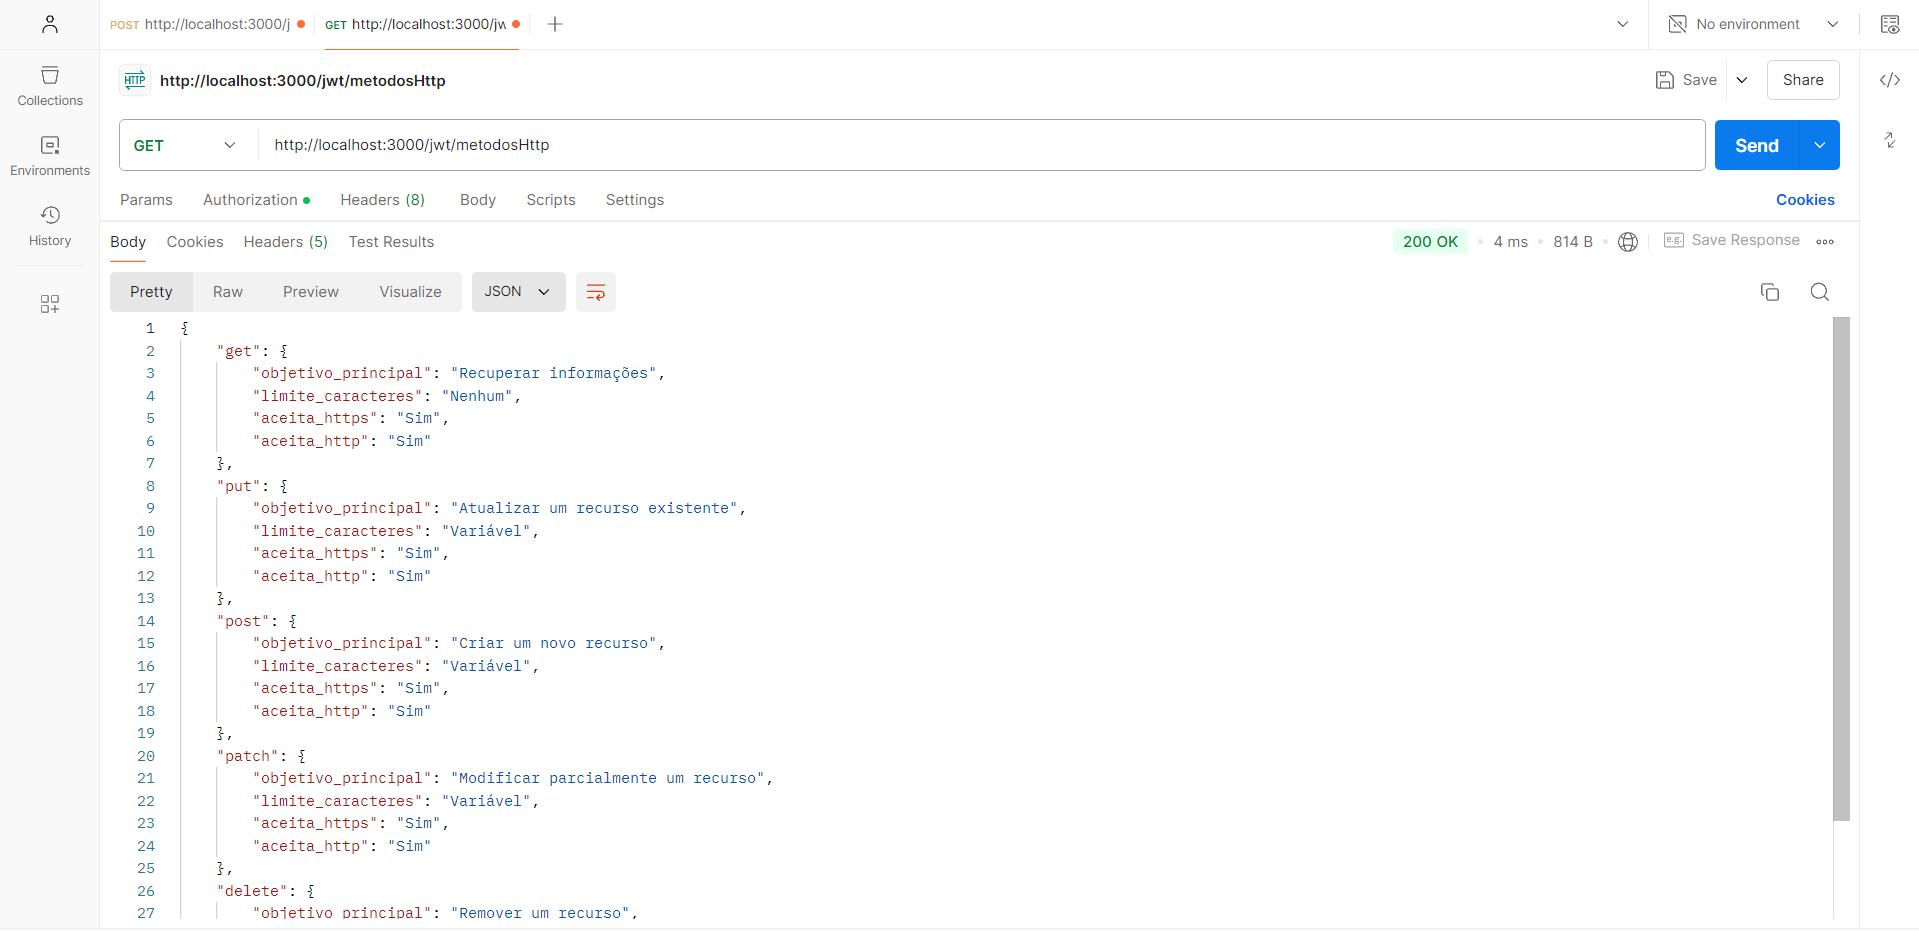 POST http://localhost:3000/j
GET http://localhost:3000/jw
No environment
Collections
Environments
History
HTTP http://localhost:3000/jwt/metodosHttp
Save
Share
GET http://localhost:3000/jwt/metodosHttp
Send
Params Authorization Headers (8) Body Scripts Settings Cookies
Body Cookies Headers (5) Test Results 200 OK 4 ms 814 B e.g. Save Response
Pretty Raw Preview Visualize JSON
1 {
2 "get": {
3 "objetivo_principal": "Recuperar informações",
4 "limite_caracteres": "Nenhum",
5 "aceita_https": "Sim",
6 "aceita_http": "Sim"
7 },
8 "put": {
9 "objetivo_principal": "Atualizar um recurso existente",
10 "limite_caracteres": "Variável",
11 "aceita_https": "Sim",
12 "aceita_http": "Sim"
13 },
14 "post": {
15 "objetivo_principal": "Criar um novo recurso",
16 "limite_caracteres": "Variável",
17 "aceita_https": "Sim",
18 "aceita_http": "Sim"
19 },
20 "patch": {
21 "objetivo_principal": "Modificar parcialmente um recurso",
22 "limite_caracteres": "Variável",
23 "aceita_https": "Sim",
24 "aceita_http": "Sim"
25 },
26 "delete": {
27 "objetivo_principal": "Remover um recurso",